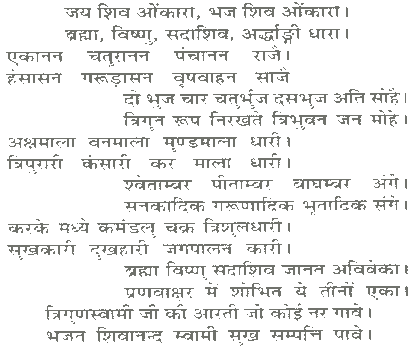 जय शिव ओंकारा, भज शिव ओंकारा।
ब्रह्मा, विष्णु, सदाशिव, अर्द्धाङ्गी धारा।
एकानन चतुरानन पंचानन राजै।
हंसासन गरूड़ासन वृषवाहन साजै
दो भुज चार चतुर्भुज दसभुज अति सोहै।
त्रिगुन रूप निरखते त्रिभुवन जन मोहे।
अक्षमाला वनमाला मुण्डमाला धारी।
त्रिपुरारी कंसारी कर माला धारी।
श्वेताम्बर पीताम्बर बाघम्बर अंगे।
सनकादिक गरूणादिक भूतादिक संगे।
करके मध्ये कमंडलु चक्र त्रिशूलधारी।
सुखकारी दुखहारी जगपालन कारी।
ब्रह्मा विष्णु सदाशिव जानन अविवेका।
प्रणवाक्षर में शोभित ये तीनों एका।
त्रिगुणस्वामी जी की आरती जो कोई नर गावे।
भजन शिवानन्द स्वामी सुख सम्पत्ति पावे।